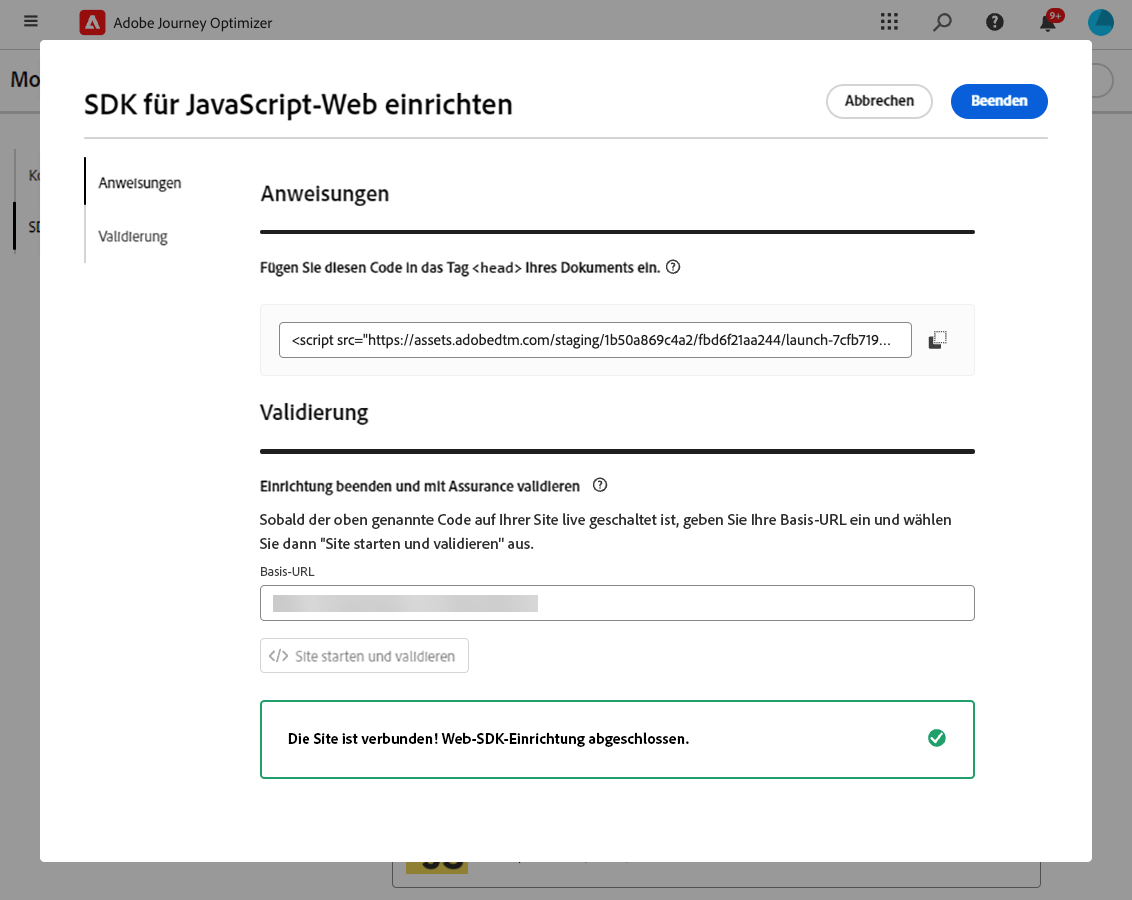 Adobe Journey Optimizer
9+
Mo
SDK für JavaScript-Web einrichten
Abbrechen
Beenden
Anweisungen
Validierung
Anweisungen
Fügen Sie diesen Code in das Tag <head> Ihres Dokuments ein.
<script src="https://assets.adobedtm.com/staging/1b50a869c4a2/fbd6f21aa244/launch-7cfb719...
Validierung
Einrichtung beenden und mit Assurance validieren
Sobald der oben genannte Code auf Ihrer Site live geschaltet ist, geben Sie Ihre Basis-URL ein und wählen
Sie dann "Site starten und validieren" aus.
Basis-URL
</> Site starten und validieren
Die Site ist verbunden! Web-SDK-Einrichtung abgeschlossen.